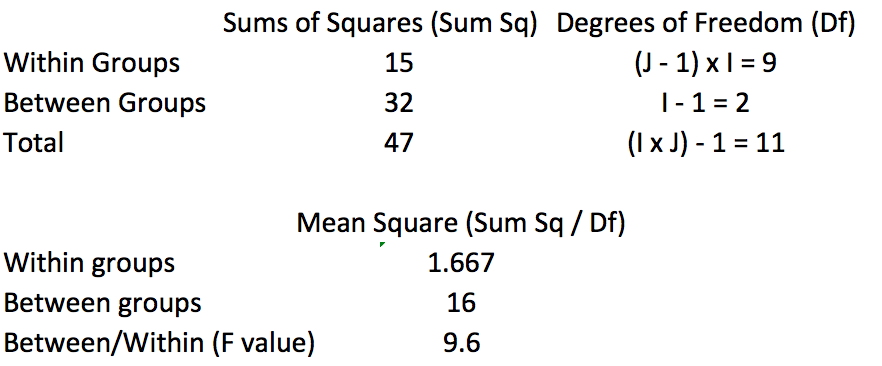 Sums of Squares (Sum Sq) Degrees of Freedom (Df)
Within Groups 15 (J - 1) x I = 9
Between Groups 32 I - 1 = 2
Total 47 (I x J) - 1 = 11
Mean Square (Sum Sq / Df)
Within groups 1.667
Between groups 16
Between/Within (F value) 9.6